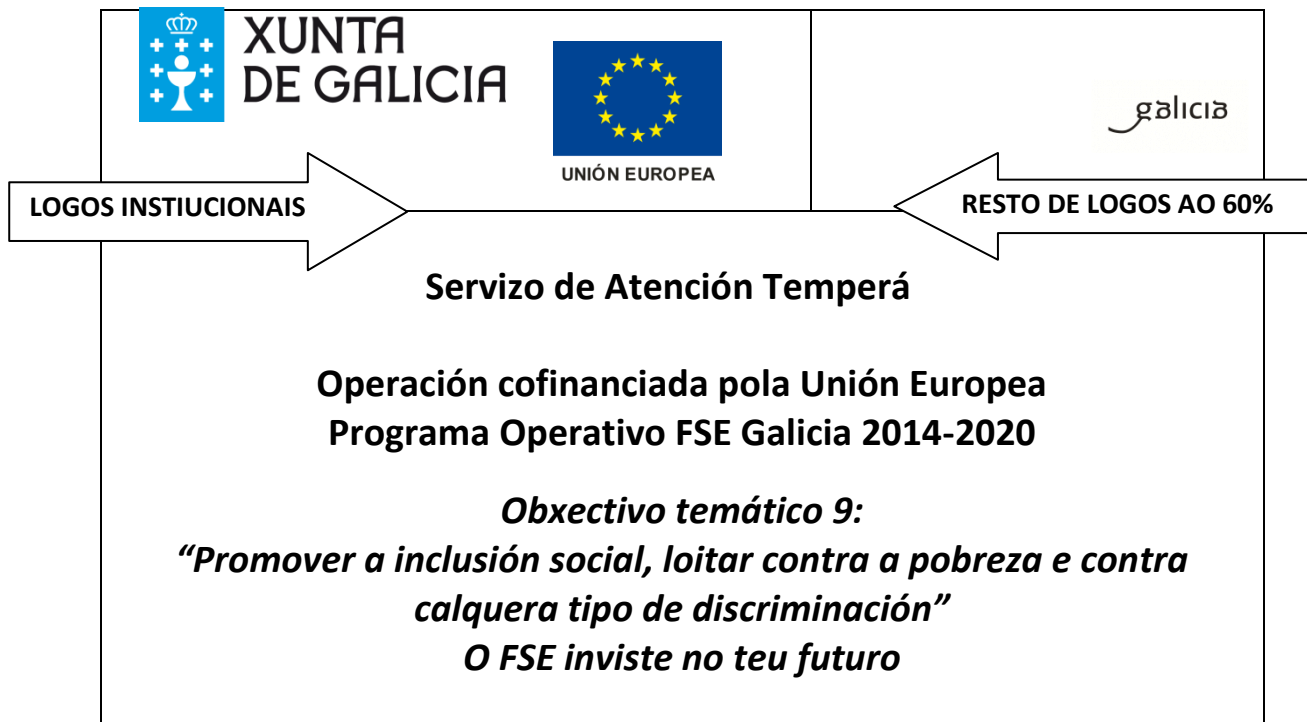 XUNTA
DE GALICIA
UNIÓN EUROPEA
galicia
LOGOS INSTIUCIONAIS
RESTO DE LOGOS AO 60%
Servizo de Atención Temperá
Operación cofinanciada pola Unión Europea
Programa Operativo FSE Galicia 2014-2020
Obxectivo temático 9:
“Promover a inclusión social, loitar contra a pobreza e contra
calquera tipo de discriminación”
O FSE inviste no teu futuro